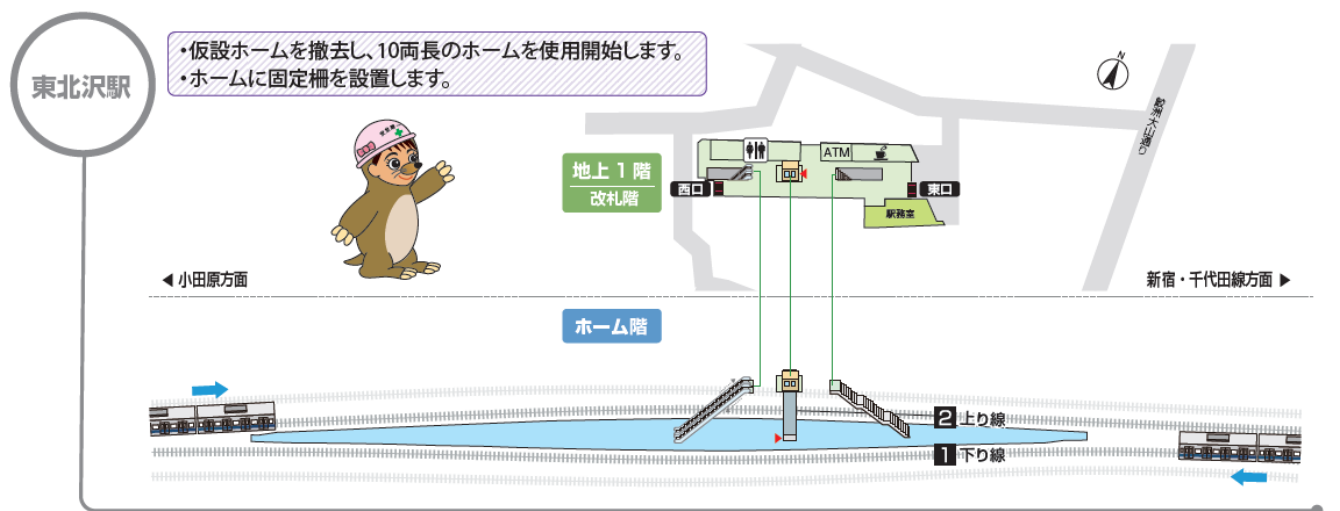 東北沢駅
・仮設ホームを撤去し、10両長のホームを使用開始します。
・ホームに固定柵を設置します。
N
鮫洲大山通り
地上1階
改札階
ATM
西口
東口
駅務室
◀ 小田原方面
新宿・千代田線方面 ▶
ホーム階
2 上り線
1 下り線